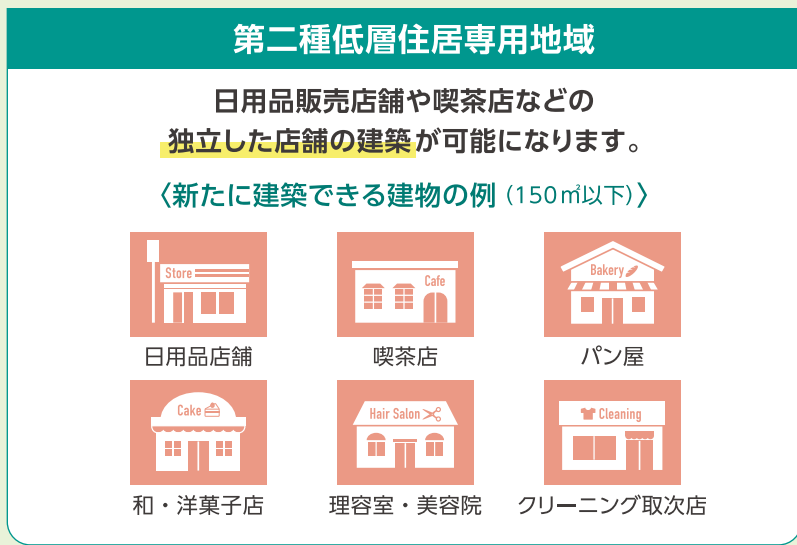 第二種低層住居専用地域
日用品販売店舗や喫茶店などの
独立した店舗の建築が可能になります。
〈新たに建築できる建物の例（150㎡以下）〉
Store
Cafe
Bakery
日用品店舗
喫茶店
パン屋
Cake
Hair Salon
Cleaning
和・洋菓子店
理容室・美容院
クリーニング取次店